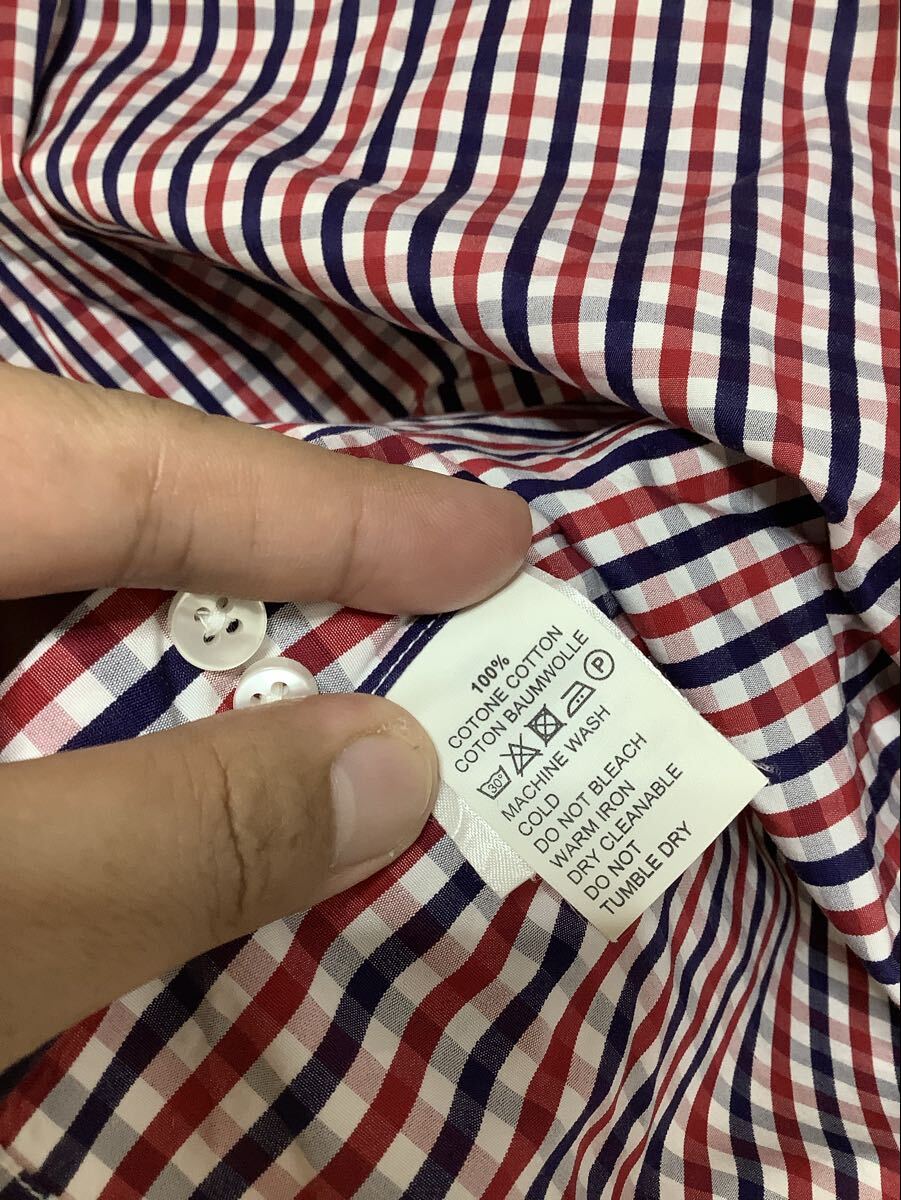 100%
COTONE COTTON
COTON BAUMWOLLE
30° P
MACHINE WASH
COLD
DO NOT BLEACH
WARM IRON
DRY CLEANABLE
DO NOT
TUMBLE DRY